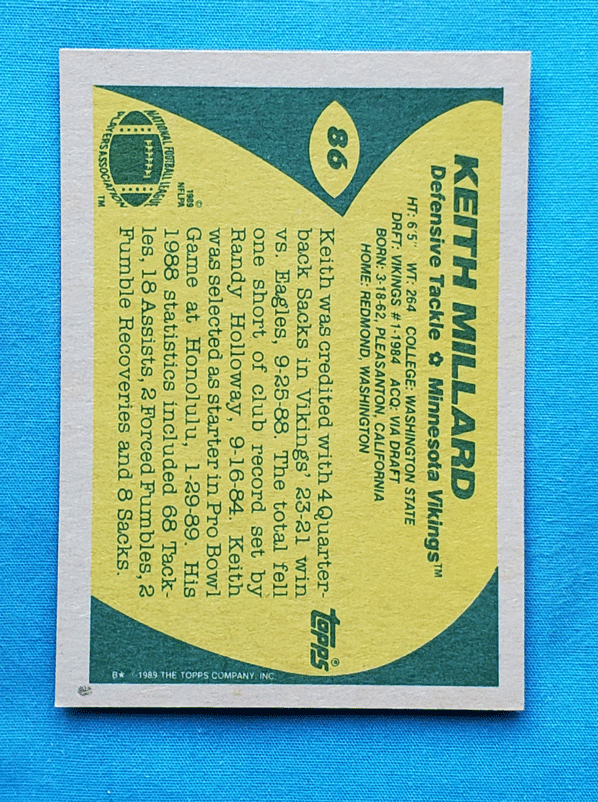 86
KEITH MILLARD
Defensive Tackle ✿ Minnesota Vikings™
HT: 6'5" WT: 264 COLLEGE: WASHINGTON STATE
DRFT: VIKINGS #1-1984 ACQ: VIA DRAFT
BORN: 3-18-62, PLEASANTON, CALIFORNIA
HOME: REDMOND, WASHINGTON
Keith was credited with 4 Quarter-
back Sacks in Vikings' 23-21 win
vs. Eagles, 9-25-88. The total fell
one short of club record set by
Randy Holloway, 9-16-84. Keith
was selected as starter in Pro Bowl
Game at Honolulu, 1-29-89. His
1988 statistics included 68 Tack-
les, 18 Assists, 2 Forced Fumbles, 2
Fumble Recoveries and 8 Sacks.
NATIONAL FOOTBALL LEAGUE
PLAYERS ASSOCIATION
™
©
1989
NFLPA
topps®
B* ©1989 THE TOPPS COMPANY, INC.